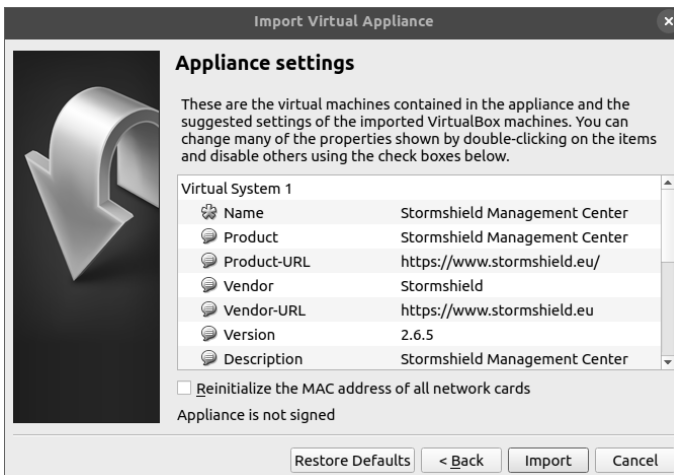 Import Virtual Appliance
Appliance settings
These are the virtual machines contained in the appliance and the
suggested settings of the imported VirtualBox machines. You can
change many of the properties shown by double-clicking on the items
and disable others using the check boxes below.
Virtual System 1
Name Stormshield Management Center
Product Stormshield Management Center
Product-URL https://www.stormshield.eu/
Vendor Stormshield
Vendor-URL https://www.stormshield.eu
Version 2.6.5
Description Stormshield Management Center
Reinitialize the MAC address of all network cards
Appliance is not signed
Restore Defaults < Back Import Cancel